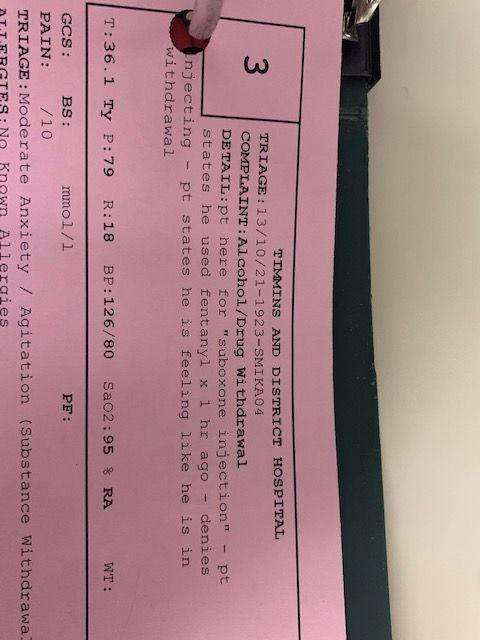 3
TIMMINS AND DISTRICT HOSPITAL
TRIAGE:13/10/21-1923-SMIKA04
COMPLAINT:Alcohol/Drug Withdrawal
DETAIL:pt here for "suboxone injection" - pt
states he used fentanyl x 1 hr ago - denies
njecting - pt states he is feeling like he is in
withdrawal
T:36.1 Ty P:79 R:18 BP:126/80 SaO2:95 % RA WT:
GCS: BS: mmol/l PF:
PAIN: /10
TRIAGE:Moderate Anxiety / Agitation (Substance Withdrawa
ALLERGIES:No Known Allergies